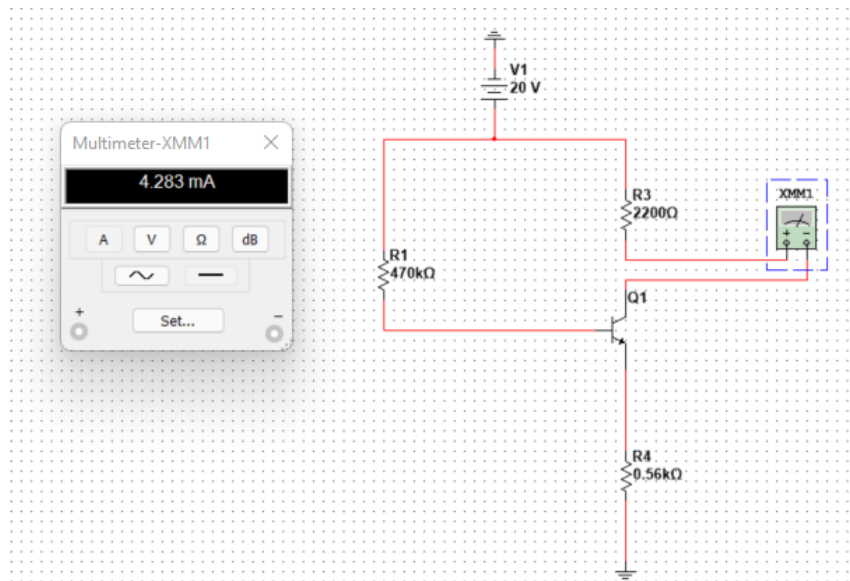 Multimeter-XMM1
4.283 mA
A V Ω dB
+ Set... −
V1
20 V
R3
2200Ω
XMM1
+ −
R1
470kΩ
Q1
R4
0.56kΩ